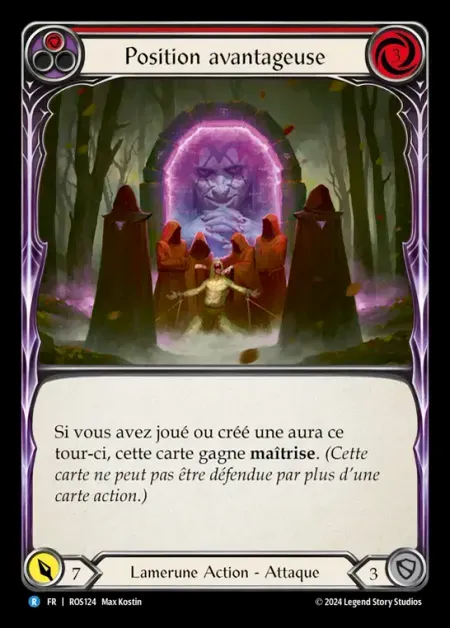 Position avantageuse
3
Si vous avez joué ou créé une aura ce
tour-ci, cette carte gagne maîtrise. (Cette
carte ne peut pas être défendue par plus d'une
carte action.)
7
Lamerune Action - Attaque
3
R FR | ROS124 Max Kostin
© 2024 Legend Story Studios